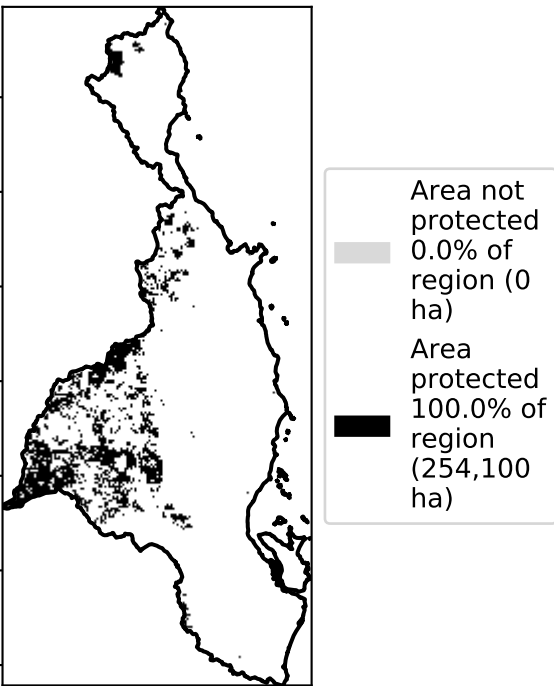 Area not
protected
0.0% of
region (0
ha)
Area
protected
100.0% of
region
(254,100
ha)